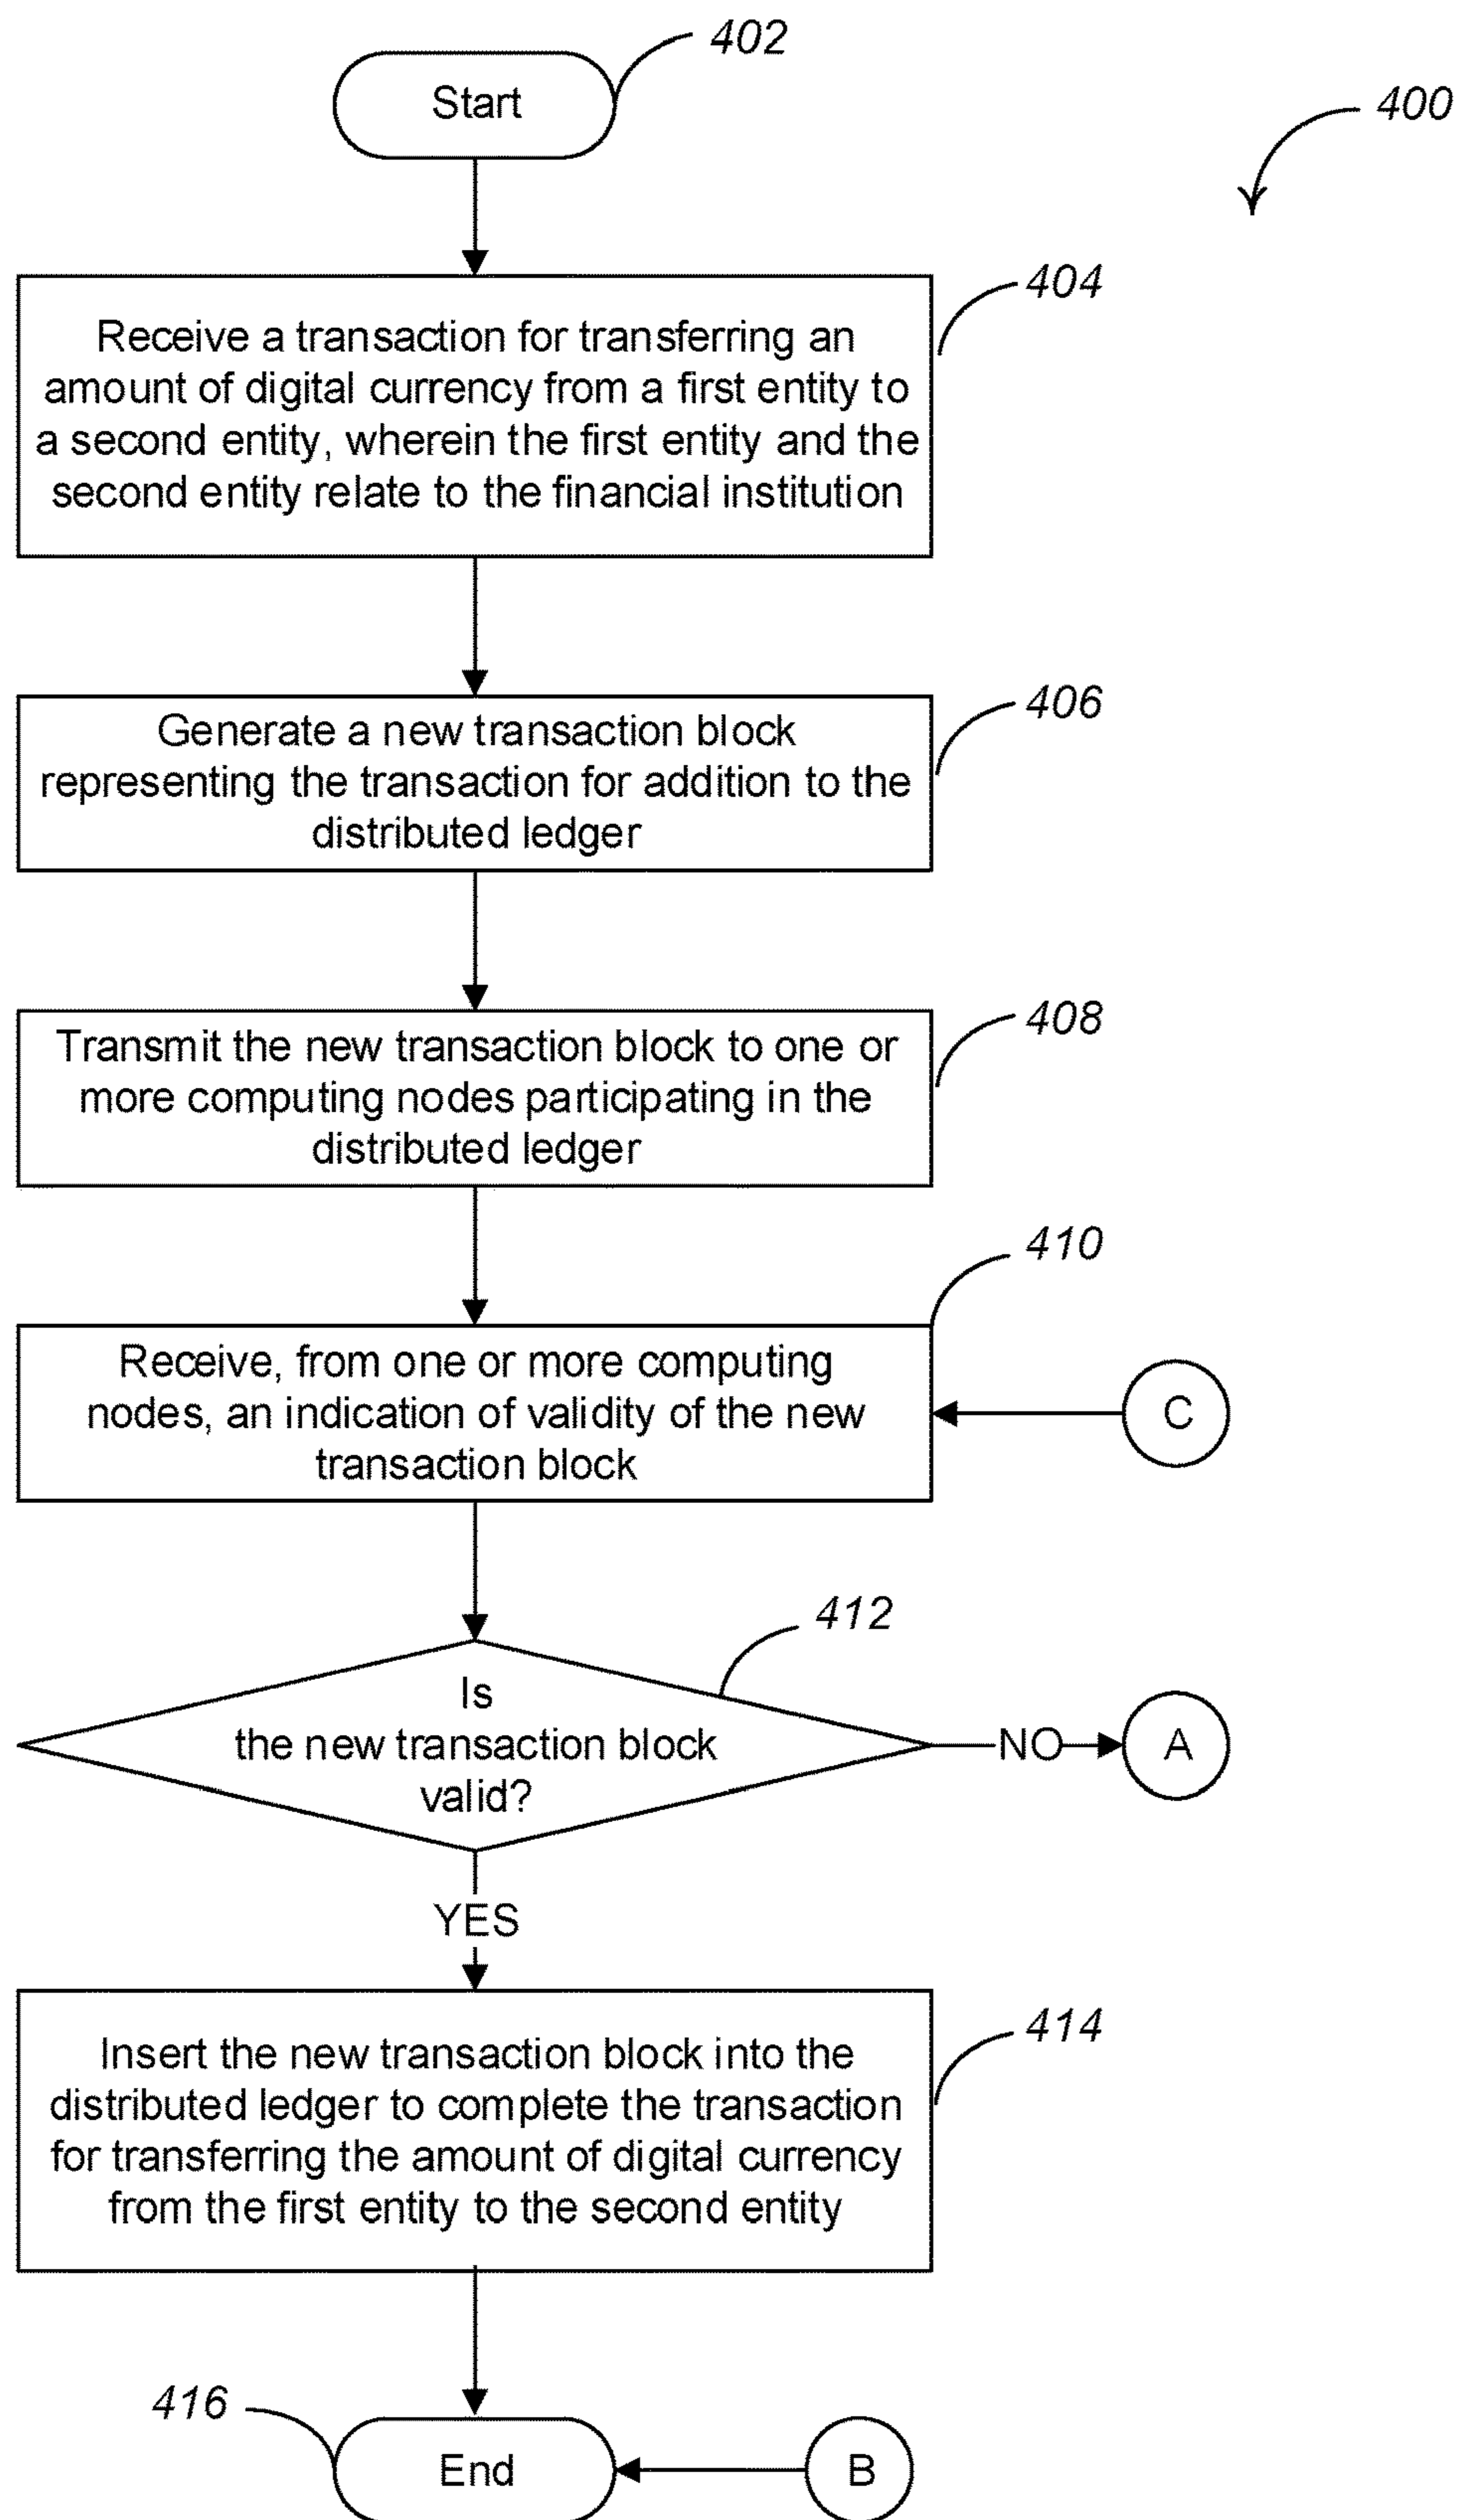 402
Start
400
404
Receive a transaction for transferring an
amount of digital currency from a first entity to
a second entity, wherein the first entity and the
second entity relate to the financial institution
406
Generate a new transaction block
representing the transaction for addition to the
distributed ledger
408
Transmit the new transaction block to one or
more computing nodes participating in the
distributed ledger
410
Receive, from one or more computing
nodes, an indication of validity of the new
transaction block
C
412
Is
the new transaction block
valid?
NO
A
YES
414
Insert the new transaction block into the
distributed ledger to complete the transaction
for transferring the amount of digital currency
from the first entity to the second entity
416
End
B